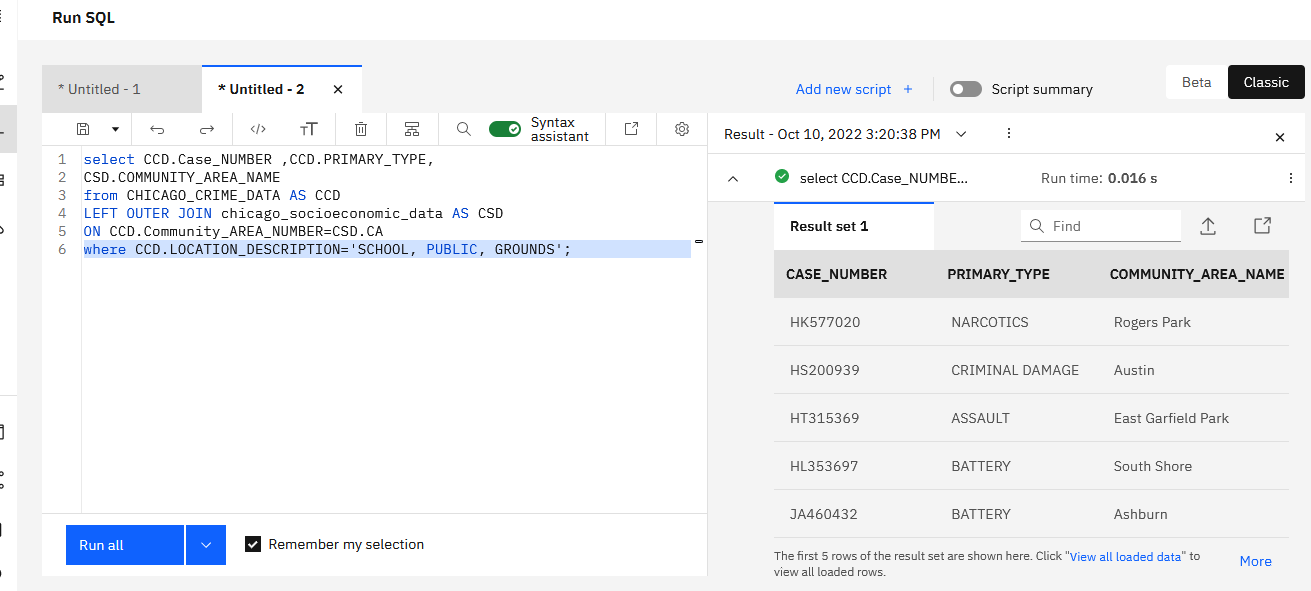 Run SQL
* Untitled - 1
* Untitled - 2
Add new script +
Script summary
Beta
Classic
Syntax
assistant
Result - Oct 10, 2022 3:20:38 PM
1 select CCD.Case_NUMBER ,CCD.PRIMARY_TYPE,
2 CSD.COMMUNITY_AREA_NAME
3 from CHICAGO_CRIME_DATA AS CCD
4 LEFT OUTER JOIN chicago_socioeconomic_data AS CSD
5 ON CCD.Community_AREA_NUMBER=CSD.CA
6 where CCD.LOCATION_DESCRIPTION='SCHOOL, PUBLIC, GROUNDS';
select CCD.Case_NUMBE...
Run time: 0.016 s
Result set 1
Find
CASE_NUMBER PRIMARY_TYPE COMMUNITY_AREA_NAME
HK577020 NARCOTICS Rogers Park
HS200939 CRIMINAL DAMAGE Austin
HT315369 ASSAULT East Garfield Park
HL353697 BATTERY South Shore
JA460432 BATTERY Ashburn
The first 5 rows of the result set are shown here. Click "View all loaded data" to
view all loaded rows.
More
Run all
Remember my selection